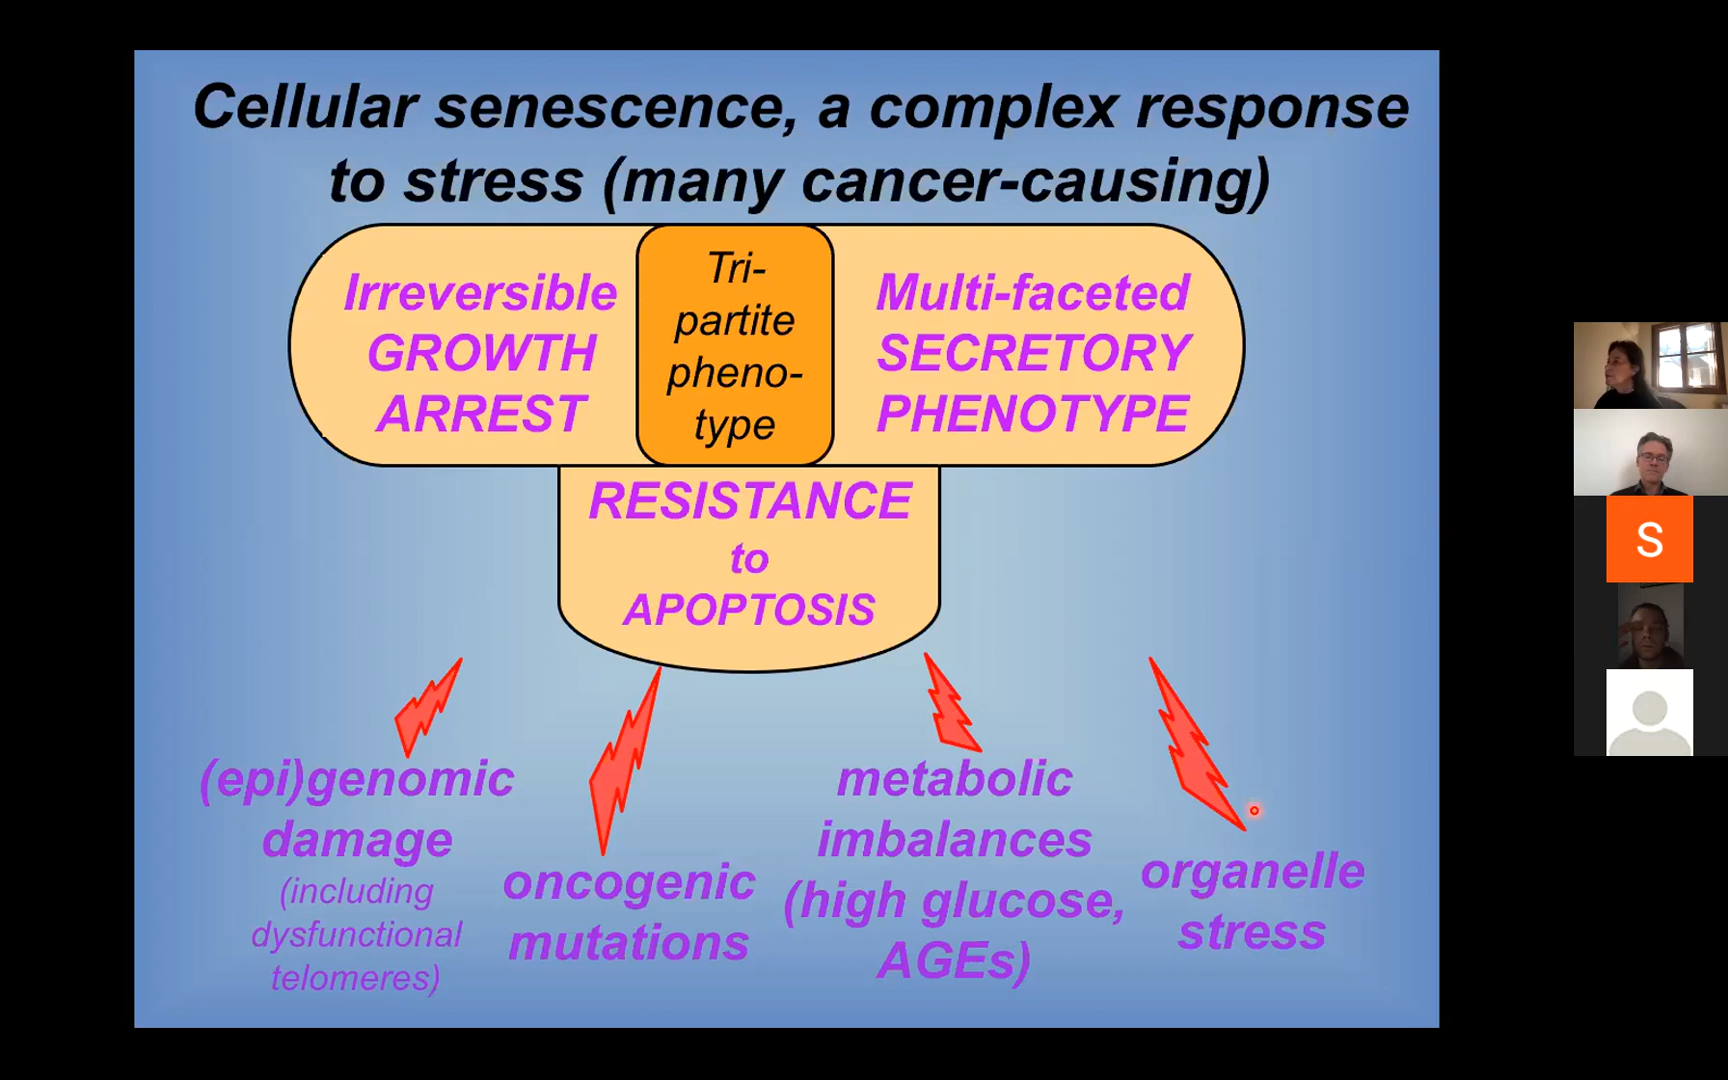 Cellular senescence, a complex response
to stress (many cancer-causing)
Irreversible
GROWTH
ARREST
Tri-
partite
pheno-
type
Multi-faceted
SECRETORY
PHENOTYPE
RESISTANCE
to
APOPTOSIS
(epi)genomic
damage
(including
dysfunctional
telomeres)
oncogenic
mutations
metabolic
imbalances
(high glucose,
AGEs)
organelle
stress
S